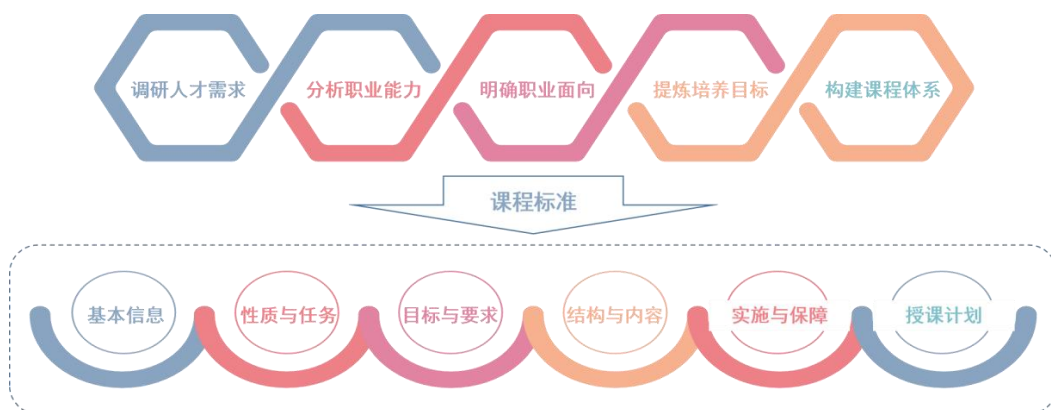 调研人才需求
分析职业能力
明确职业面向
提炼培养目标
构建课程体系
课程标准
基本信息
性质与任务
目标与要求
结构与内容
实施与保障
授课计划